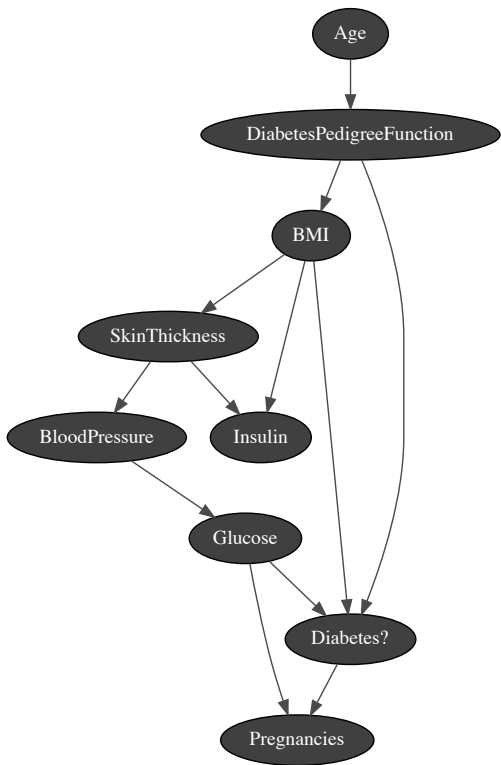 Age
DiabetesPedigreeFunction
BMI
SkinThickness
BloodPressure
Insulin
Glucose
Diabetes?
Pregnancies